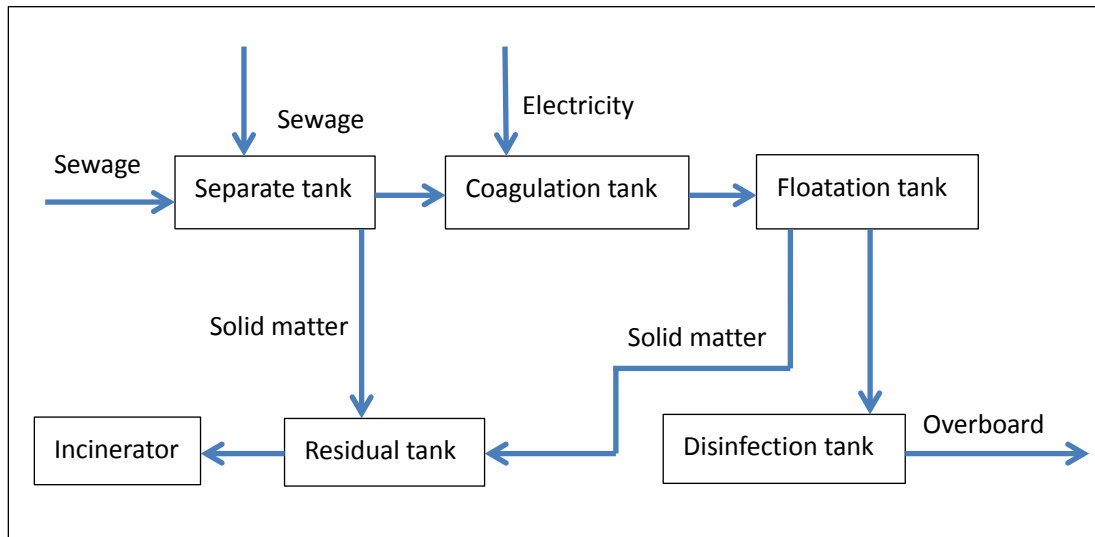 Electricity
Sewage
Sewage
Separate tank
Coagulation tank
Floatation tank
Solid matter
Solid matter
Overboard
Incinerator
Residual tank
Disinfection tank